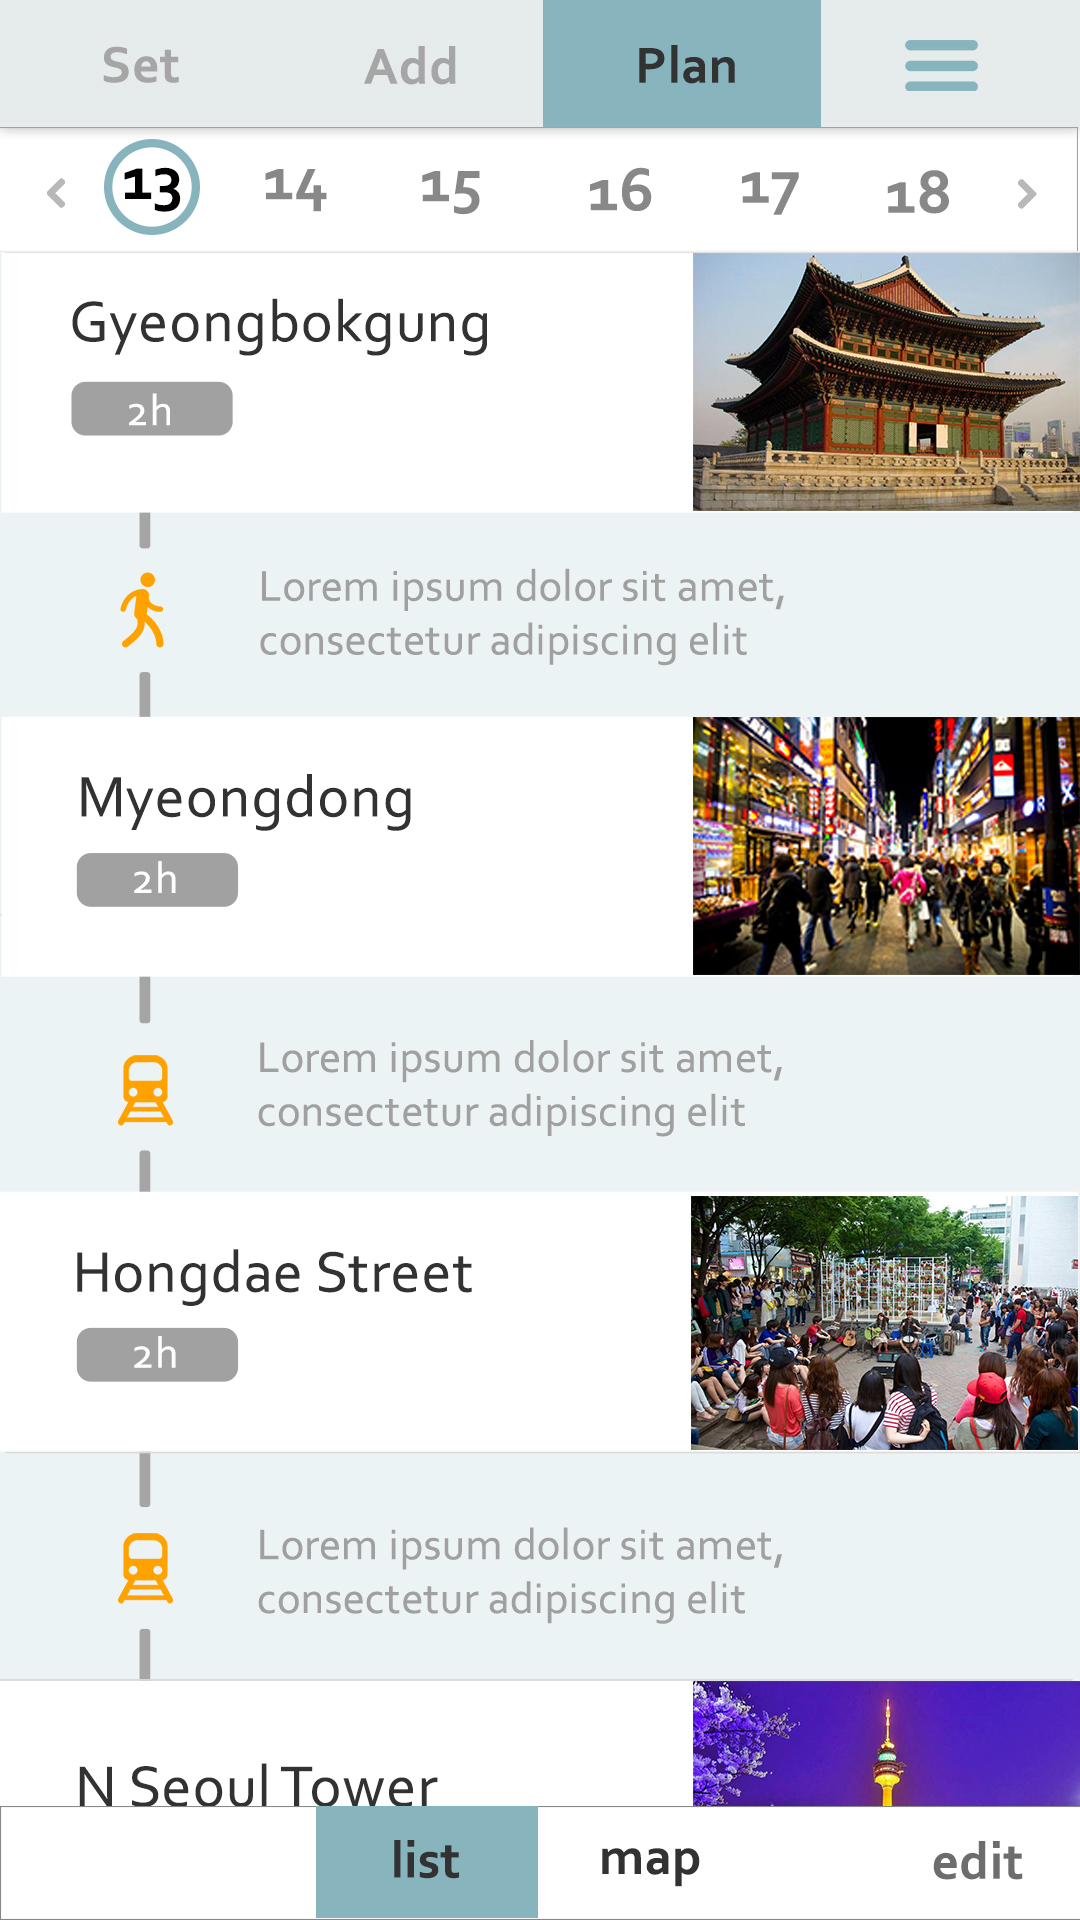 Set Add Plan
13 14 15 16 17 18
Gyeongbokgung
2h
Lorem ipsum dolor sit amet,
consectetur adipiscing elit
Myeongdong
2h
Lorem ipsum dolor sit amet,
consectetur adipiscing elit
Hongdae Street
2h
Lorem ipsum dolor sit amet,
consectetur adipiscing elit
N Seoul Tower
list map edit